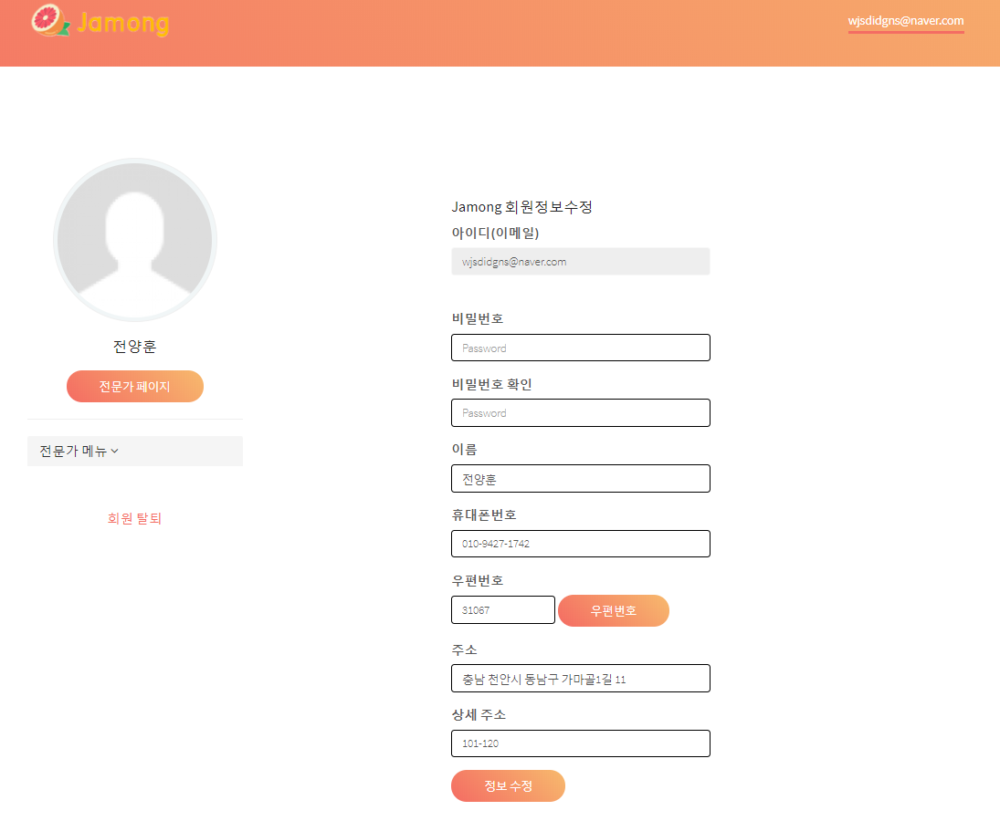 Jamong
wjsdidgns@naver.com
전양훈
전문가 페이지
전문가 메뉴
회원 탈퇴
Jamong 회원정보수정
아이디(이메일)
wjsdidgns@naver.com
비밀번호
Password
비밀번호 확인
Password
이름
전양훈
휴대폰번호
010-9427-1742
우편번호
31067 우편번호
주소
충남 천안시 동남구 가마골1길 11
상세 주소
101-120
정보 수정